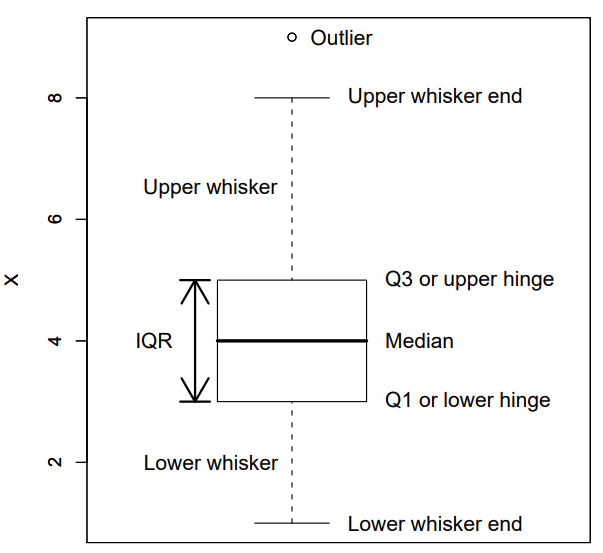 Outlier
8
Upper whisker end
Upper whisker
6
Q3 or upper hinge
X
IQR
4
Median
Q1 or lower hinge
2
Lower whisker
Lower whisker end